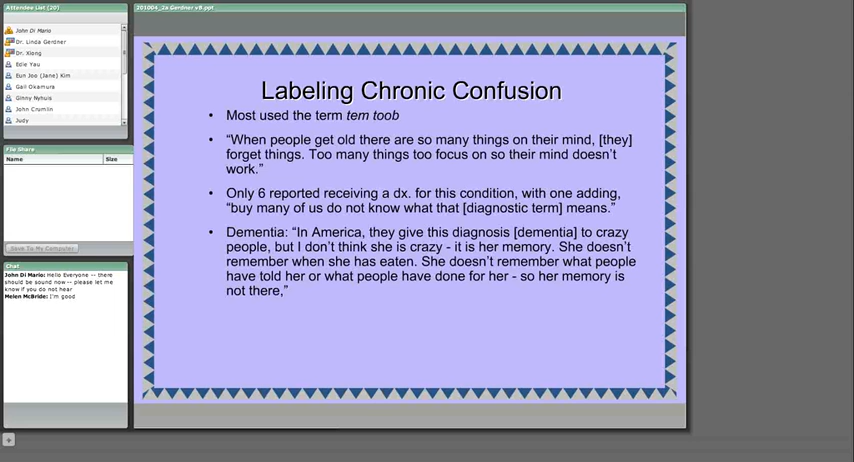 Attendee List (20)
John Di Mario
Dr. Linda Gerdner
Dr. Xiong
Edie Yau
Eun Joo (Jane) Kim
Gail Okamura
Ginny Nyhuis
John Crumlin
Judy
File Share
Name Size
Save To My Computer
Chat
John Di Mario: Hello Everyone -- there
should be sound now -- please let me
know if you do not hear
Melen McBride: I'm good
201004_2a Gerdner v8.ppt
Labeling Chronic Confusion
• Most used the term tem toob
• “When people get old there are so many things on their mind, [they]
forget things. Too many things too focus on so their mind doesn’t
work.”
• Only 6 reported receiving a dx. for this condition, with one adding,
“buy many of us do not know what that [diagnostic term] means.”
• Dementia: “In America, they give this diagnosis [dementia] to crazy
people, but I don’t think she is crazy - it is her memory. She doesn’t
remember when she has eaten. She doesn’t remember what people
have told her or what people have done for her - so her memory is
not there,”